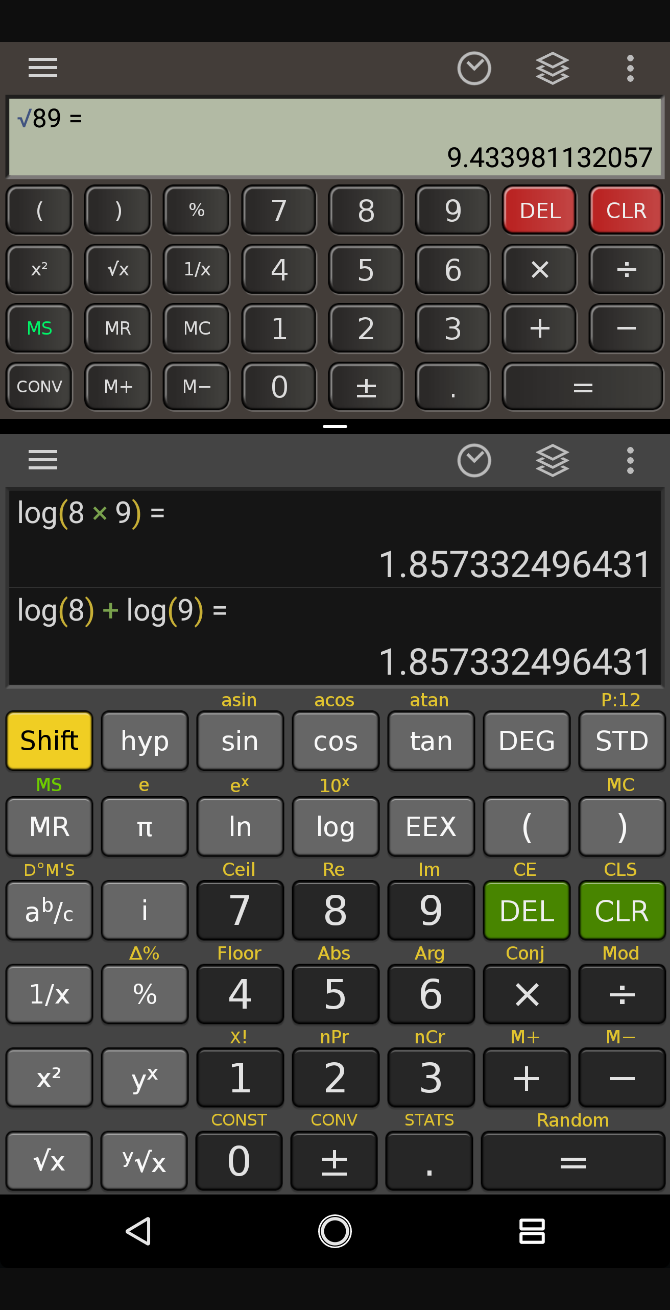 √89 =
9.433981132057
( ) % 7 8 9 DEL CLR
x² √x 1/x 4 5 6 × ÷
MS MR MC 1 2 3 + −
CONV M+ M− 0 ± . =
log(8 × 9) =
1.857332496431
log(8) + log(9) =
1.857332496431
asin acos atan P:12
Shift hyp sin cos tan DEG STD
MS e eˣ 10ˣ MC
MR π ln log EEX ( )
D°M'S Ceil Re Im CE CLS
aᵇ/c i 7 8 9 DEL CLR
Δ% Floor Abs Arg Conj Mod
1/x % 4 5 6 × ÷
X! nPr nCr M+ M−
x² yˣ 1 2 3 + −
CONST CONV STATS Random
√x ʸ√x 0 ± . =